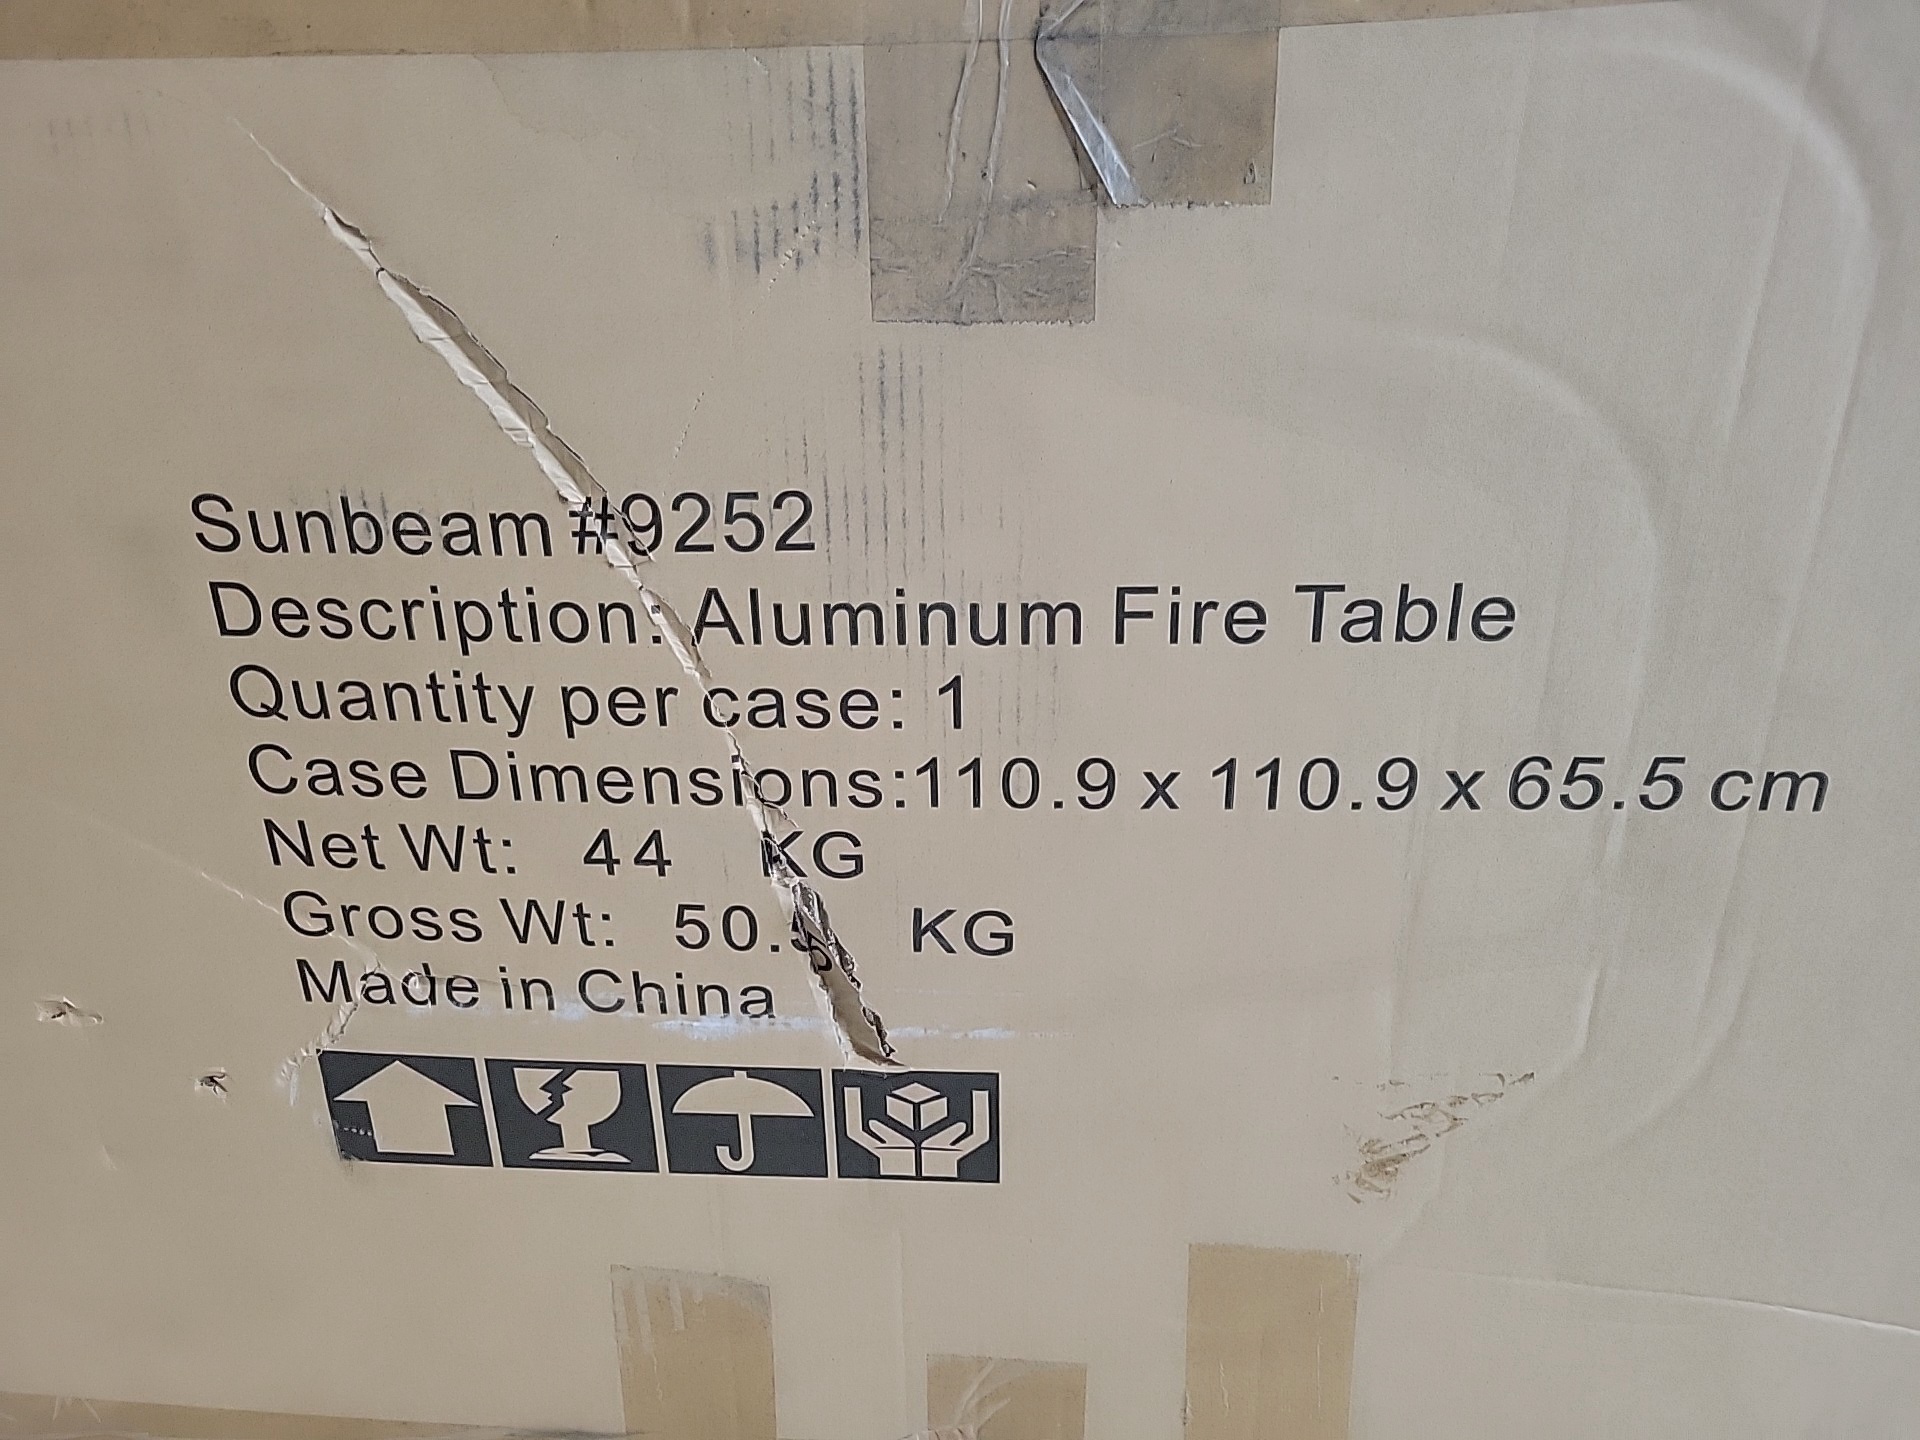 Sunbeam #9252
Description: Aluminum Fire Table
Quantity per case: 1
Case Dimensions:110.9 x 110.9 x 65.5 cm
Net Wt: 44 KG
Gross Wt: KG
Made in China